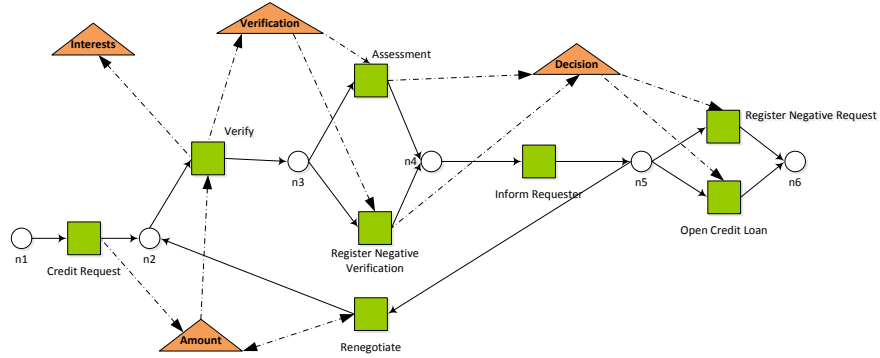 Verification
Interests
Assessment
Decision
Register Negative Request
Verify
n3
n4
n5
n6
Inform Requester
Open Credit Loan
n1
n2
Credit Request
Register Negative
Verification
Amount
Renegotiate